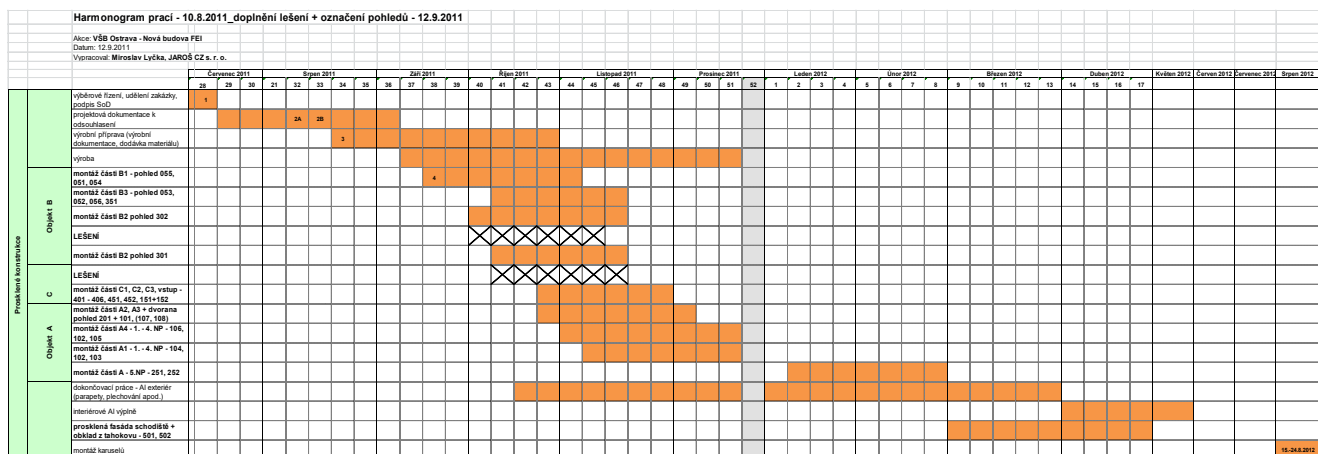 Harmonogram prací - 10.8.2011_doplnění lešení + označení pohledů - 12.9.2011
Akce: VŠB Ostrava - Nová budova FEI
Datum: 12.9.2011
Vypracoval: Miroslav Lyčka, JAROŠ CZ s. r. o.
Červenec 2011 Srpen 2011 Září 2011 Říjen 2011 Listopad 2011 Prosinec 2011 Leden 2012 Únor 2012 Březen 2012 Duben 2012 Květen 2012 Červen 2012 Červenec 2012 Srpen 2012
28 29 30 21 32 33 34 35 36 37 38 39 40 41 42 43 44 45 46 47 48 49 50 51 52 1 2 3 4 5 6 7 8 9 10 11 12 13 14 15 16 17
Prosklené konstrukce
výběrové řízení, udělení zakázky,
podpis SoD
1
projektová dokumentace k
odsouhlasení
2A 2B
výrobní příprava (výrobní
dokumentace, dodávka materiálu)
3
výroba
Objekt B
montáž části B1 - pohled 055,
051, 054
4
montáž části B3 - pohled 053,
052, 056, 351
montáž části B2 pohled 302
LEŠENÍ
montáž části B2 pohled 301
LEŠENÍ
C
montáž části C1, C2, C3, vstup -
401 - 406, 451, 452, 151+152
Objekt A
montáž části A2, A3 + dvorana
pohled 201 + 101, (107, 108)
montáž části A4 - 1. - 4. NP - 106,
102, 105
montáž části A1 - 1. - 4. NP - 104,
102, 103
montáž části A - 5.NP - 251, 252
dokončovací práce - Al exteriér
(parapety, plechování apod.)
interiérové Al výplně
prosklená fasáda schodiště +
obklad z tahokovu - 501, 502
montáž karuselů
15.-24.8.2012